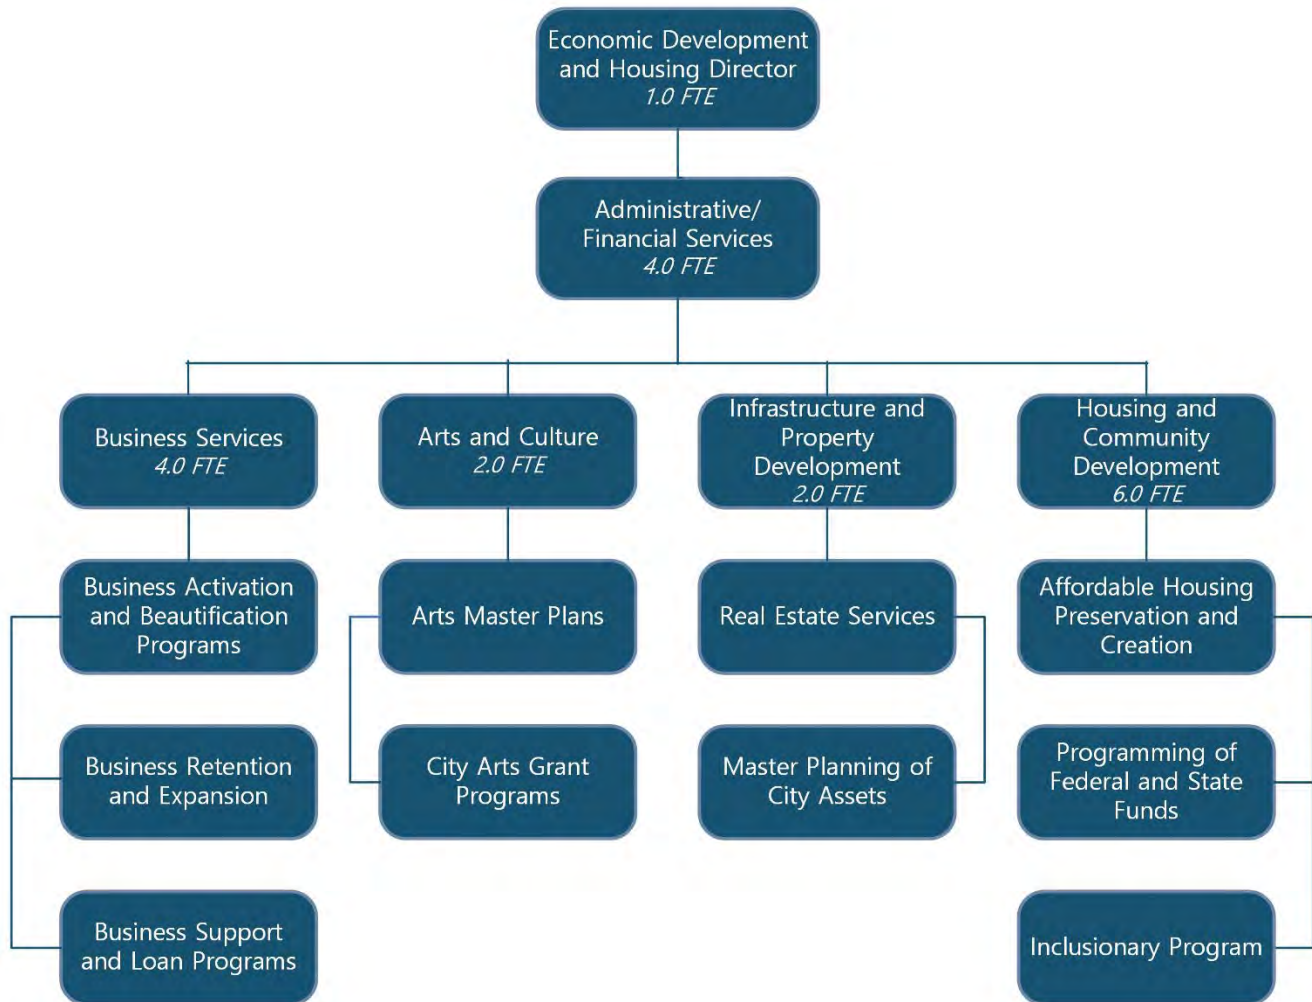 Economic Development
and Housing Director
1.0 FTE
Administrative/
Financial Services
4.0 FTE
Business Services
4.0 FTE
Arts and Culture
2.0 FTE
Infrastructure and
Property
Development
2.0 FTE
Housing and
Community
Development
6.0 FTE
Business Activation
and Beautification
Programs
Arts Master Plans
Real Estate Services
Affordable Housing
Preservation and
Creation
Business Retention
and Expansion
City Arts Grant
Programs
Master Planning of
City Assets
Programming of
Federal and State
Funds
Business Support
and Loan Programs
Inclusionary Program